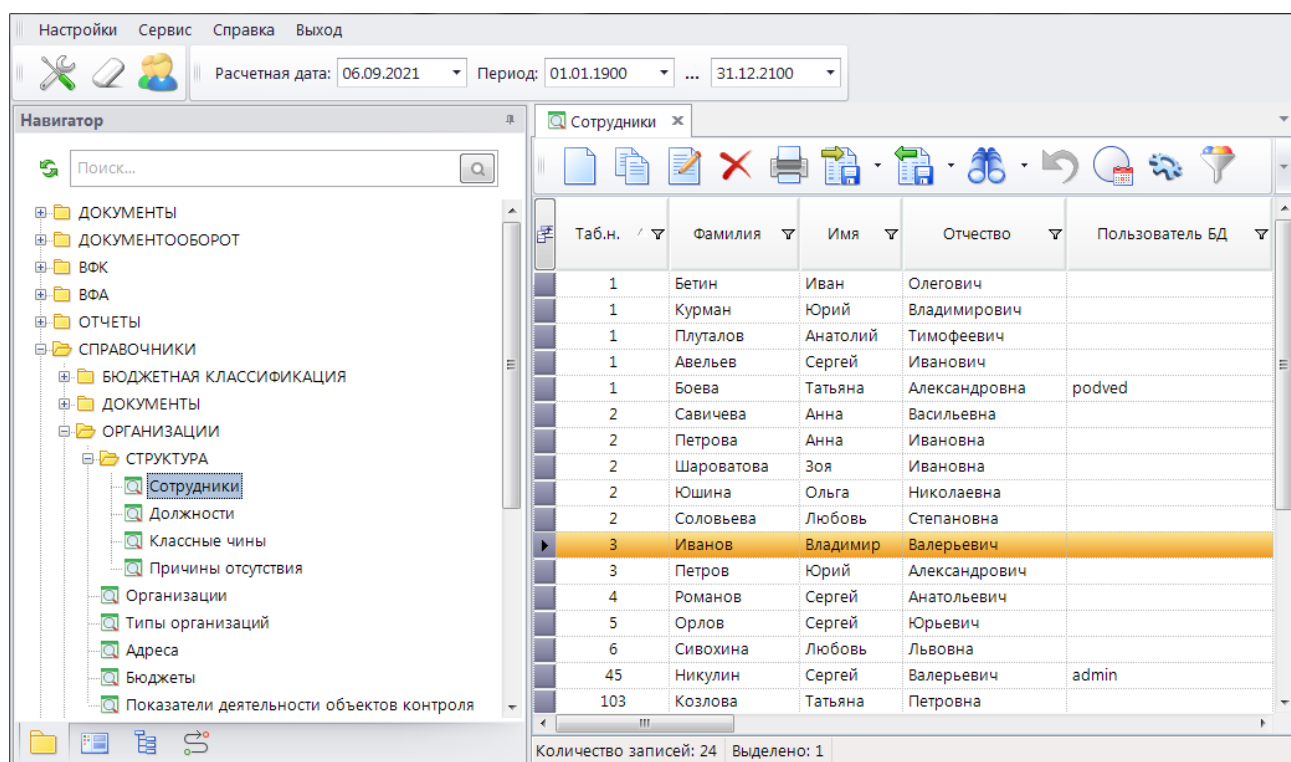 Настройки Сервис Справка Выход
Расчетная дата: 06.09.2021 Период: 01.01.1900 ... 31.12.2100
Навигатор
Поиск...
ДОКУМЕНТЫ
ДОКУМЕНТООБОРОТ
ВФК
ВФА
ОТЧЕТЫ
СПРАВОЧНИКИ
БЮДЖЕТНАЯ КЛАССИФИКАЦИЯ
ДОКУМЕНТЫ
ОРГАНИЗАЦИИ
СТРУКТУРА
Сотрудники
Должности
Классные чины
Причины отсутствия
Организации
Типы организаций
Адреса
Бюджеты
Показатели деятельности объектов контроля
Сотрудники
Таб.н. Фамилия Имя Отчество Пользователь БД
1 Бетин Иван Олегович
1 Курман Юрий Владимирович
1 Плуталов Анатолий Тимофеевич
1 Авельев Сергей Иванович
1 Боева Татьяна Александровна podved
2 Савичева Анна Васильевна
2 Петрова Анна Ивановна
2 Шароватова Зоя Ивановна
2 Юшина Ольга Николаевна
2 Соловьева Любовь Степановна
3 Иванов Владимир Валерьевич
3 Петров Юрий Александрович
4 Романов Сергей Анатольевич
5 Орлов Сергей Юрьевич
6 Сивохина Любовь Львовна
45 Никулин Сергей Валерьевич admin
103 Козлова Татьяна Петровна
Количество записей: 24 Выделено: 1